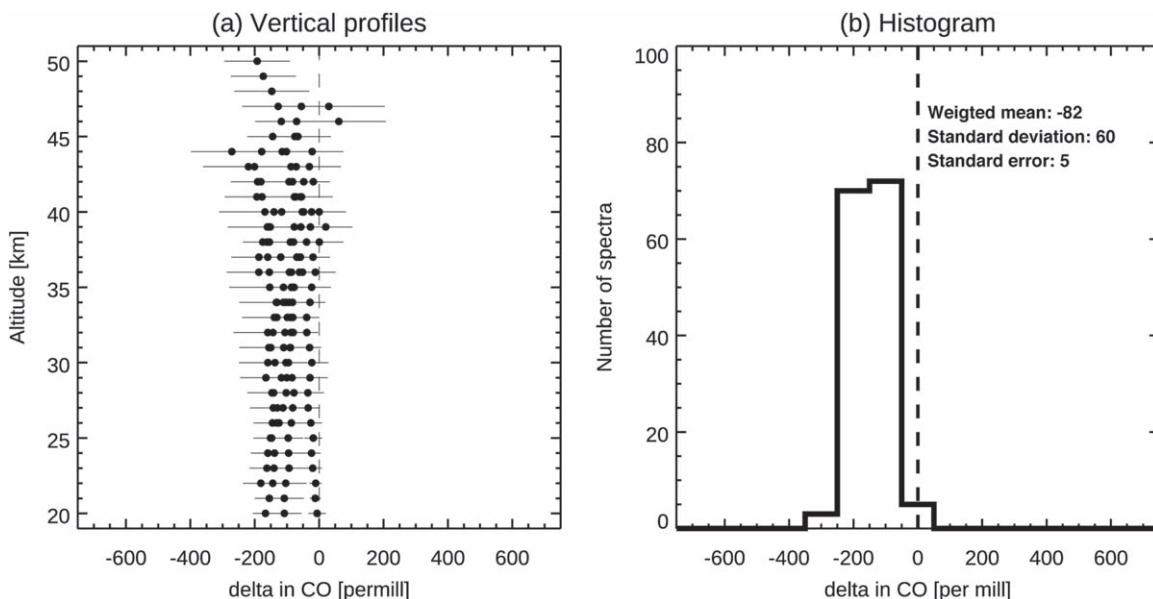 (a) Vertical profiles
50
45
40
35
30
25
20
Altitude [km]
-600 -400 -200 0 200 400 600
delta in CO [permill]
(b) Histogram
100
80
60
40
20
0
Number of spectra
Weigted mean: -82
Standard deviation: 60
Standard error: 5
-600 -400 -200 0 200 400 600
delta in CO [per mill]